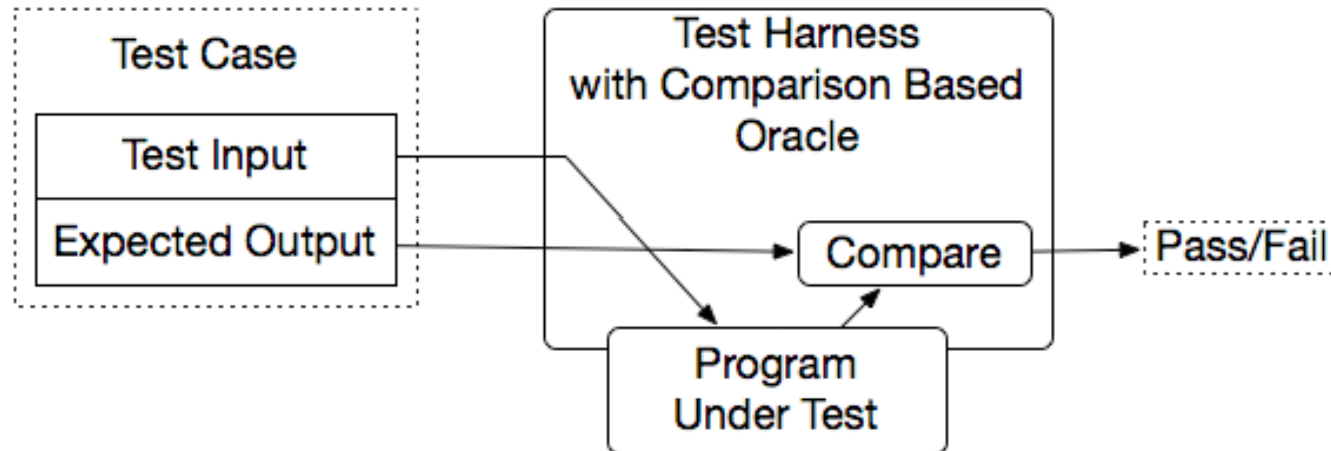 Test Case
Test Input
Expected Output
Test Harness
with Comparison Based
Oracle
Compare
Program
Under Test
Pass/Fail